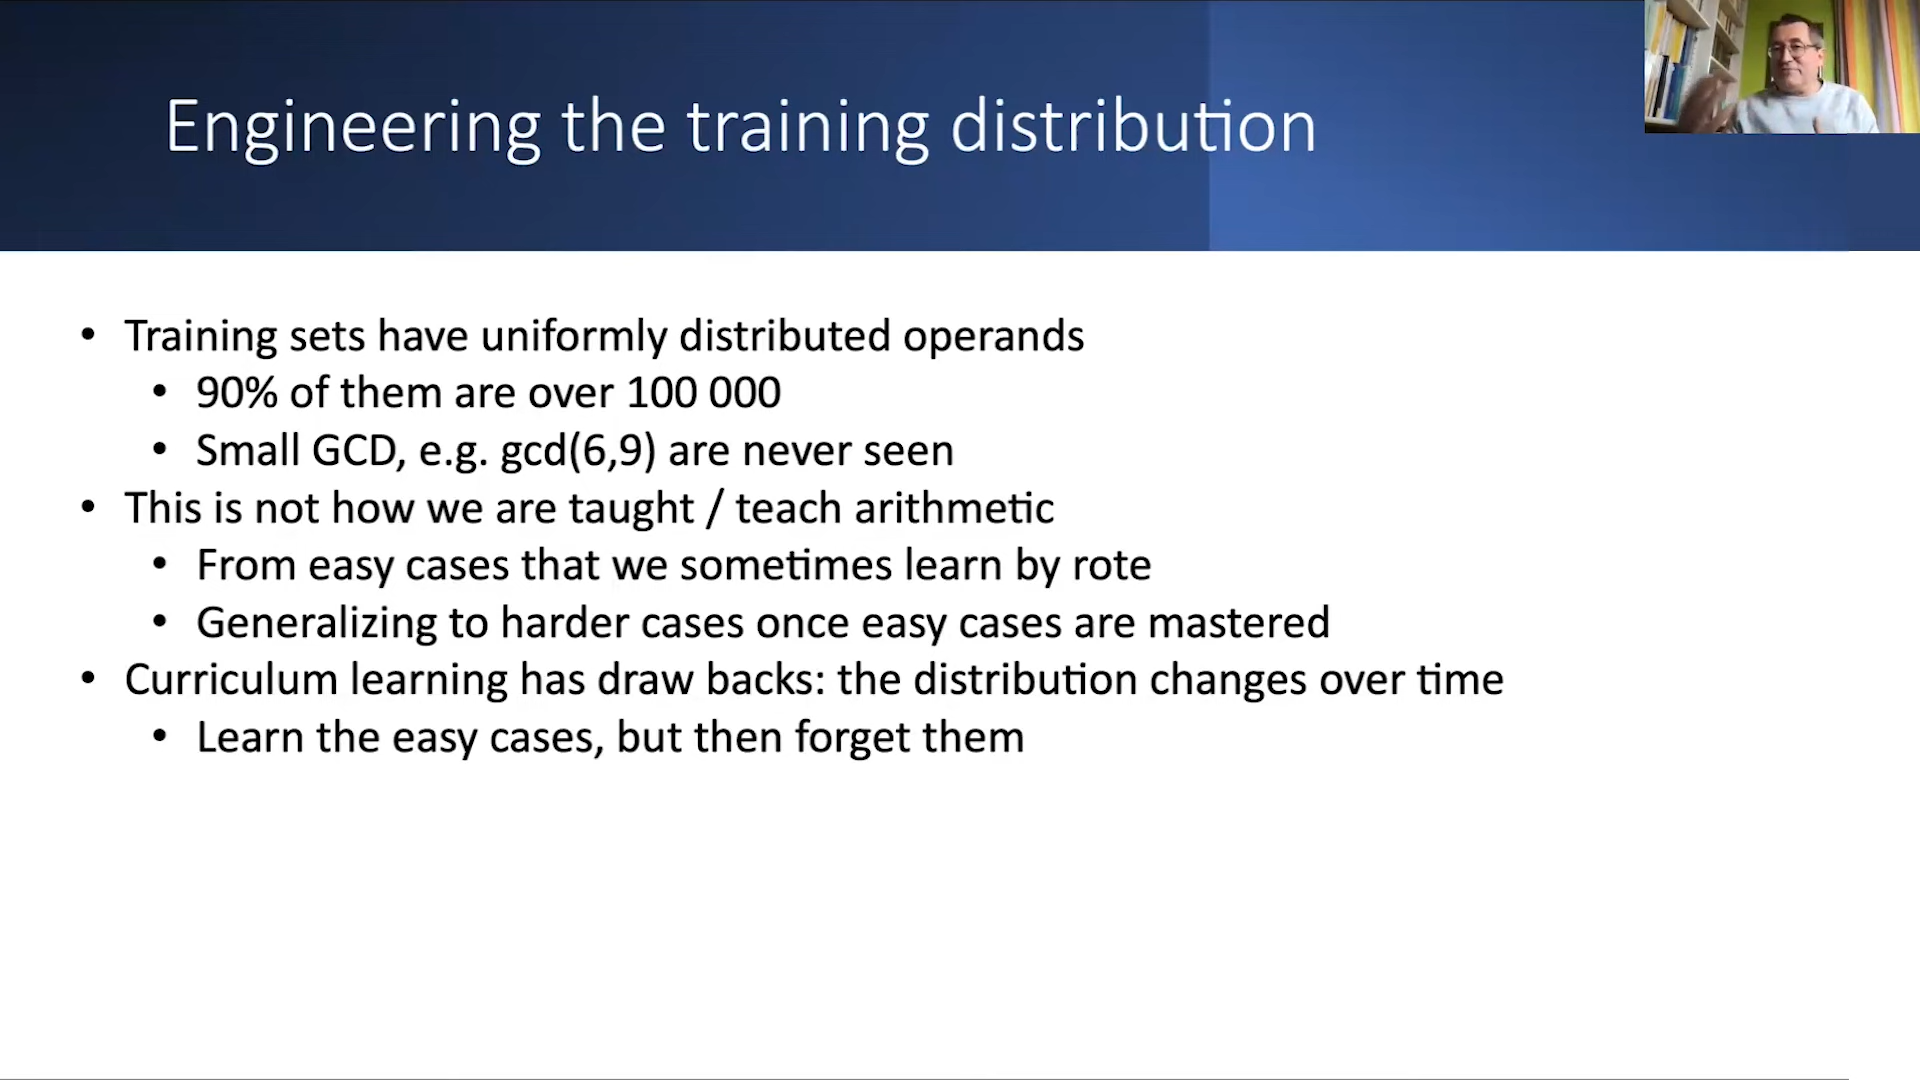 Engineering the training distribution
• Training sets have uniformly distributed operands
• 90% of them are over 100 000
• Small GCD, e.g. gcd(6,9) are never seen
• This is not how we are taught / teach arithmetic
• From easy cases that we sometimes learn by rote
• Generalizing to harder cases once easy cases are mastered
• Curriculum learning has draw backs: the distribution changes over time
• Learn the easy cases, but then forget them